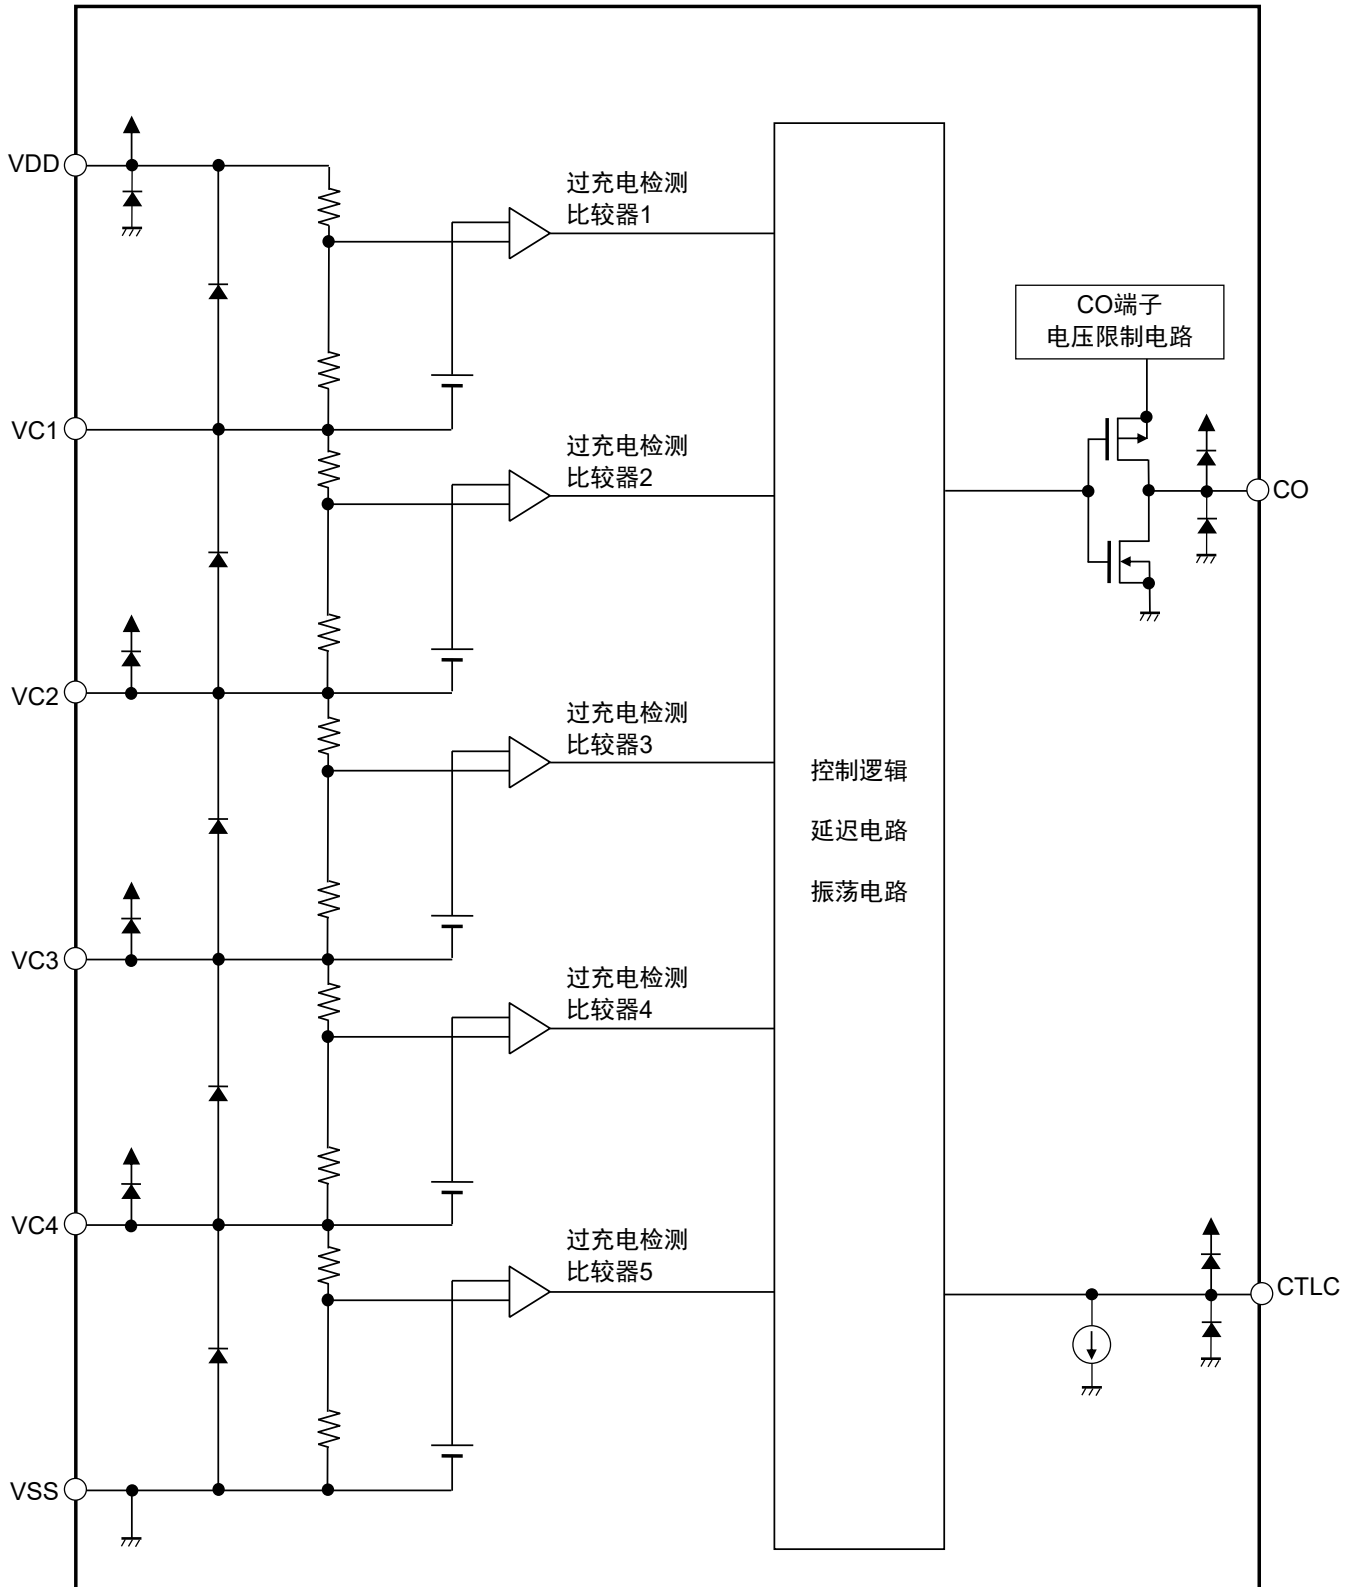 VDD
过充电检测
比较器1
CO端子
电压限制电路
VC1
过充电检测
比较器2
CO
VC2
过充电检测
比较器3
控制逻辑
延迟电路
振荡电路
VC3
过充电检测
比较器4
VC4
过充电检测
比较器5
CTLC
VSS